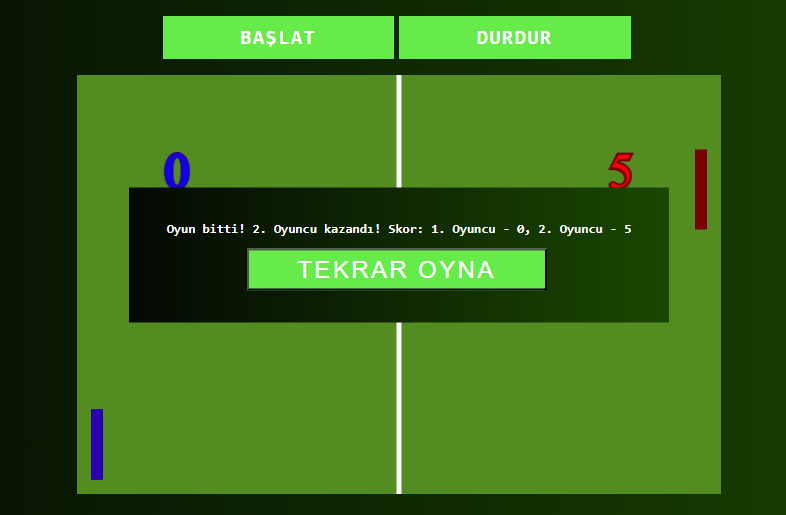 BAŞLAT DURDUR
0 5
Oyun bitti! 2. Oyuncu kazandı! Skor: 1. Oyuncu - 0, 2. Oyuncu - 5
TEKRAR OYNA